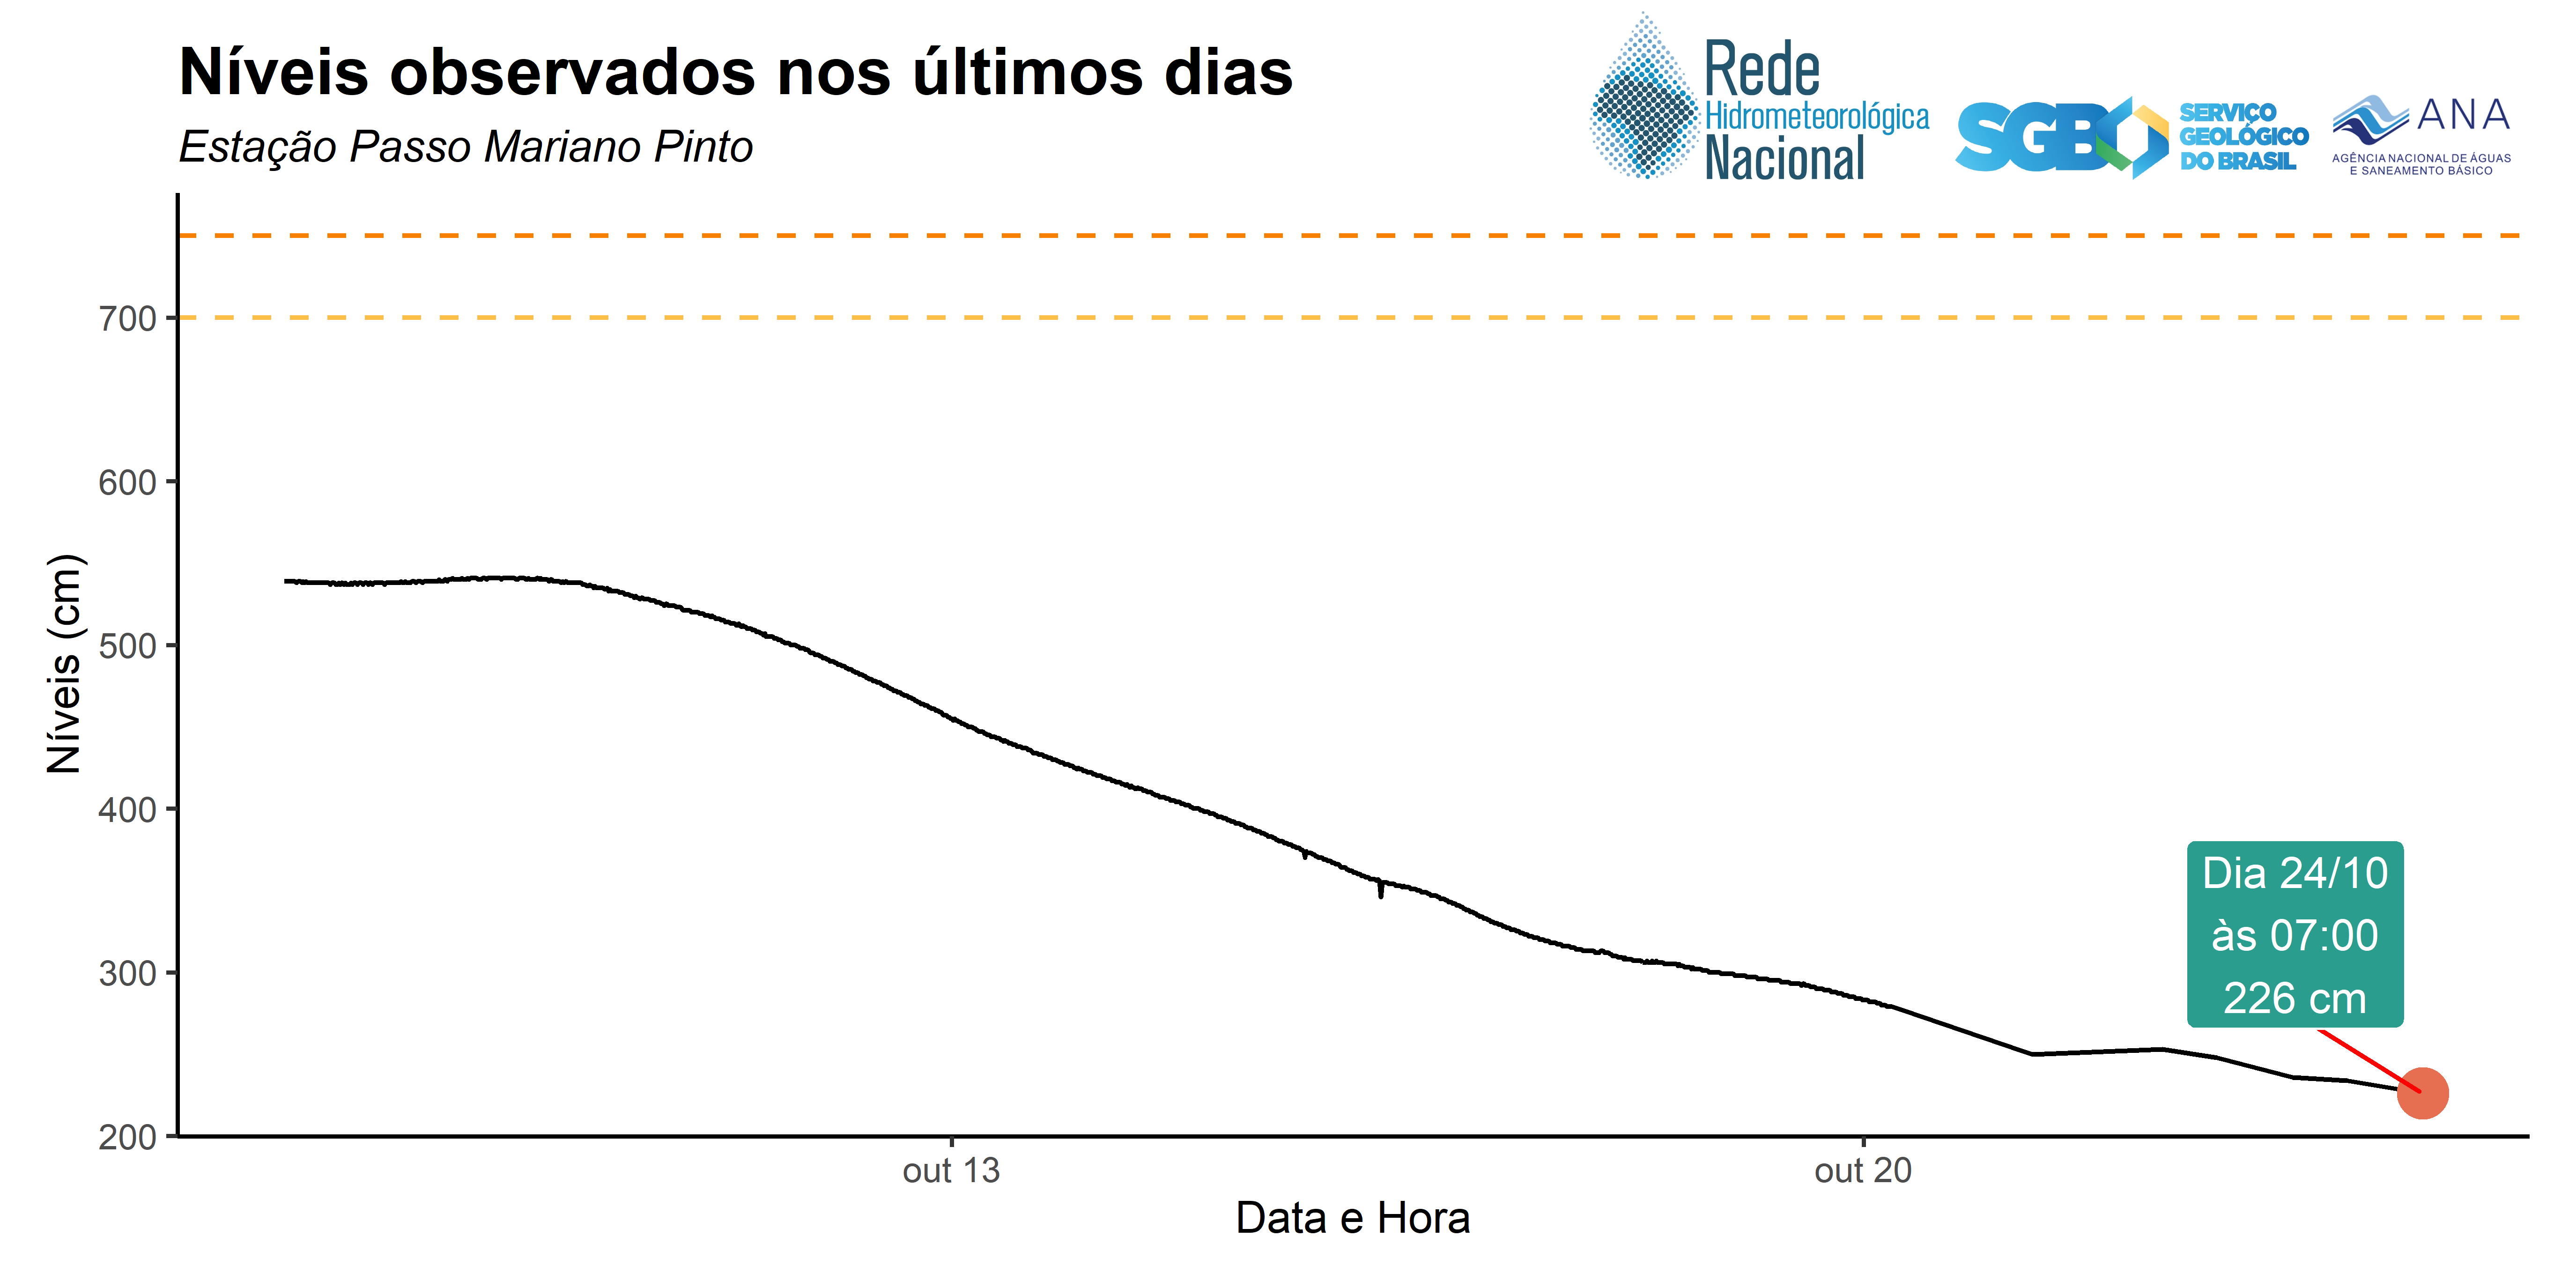 Níveis observados nos últimos dias
Estação Passo Mariano Pinto
Rede
Hidrometeorológica
Nacional
SGB
SERVIÇO
GEOLÓGICO
DO BRASIL
ANA
AGÊNCIA NACIONAL DE ÁGUAS
E SANEAMENTO BÁSICO
Níveis (cm)
700
600
500
400
300
200
Dia 24/10
às 07:00
226 cm
out 13
out 20
Data e Hora